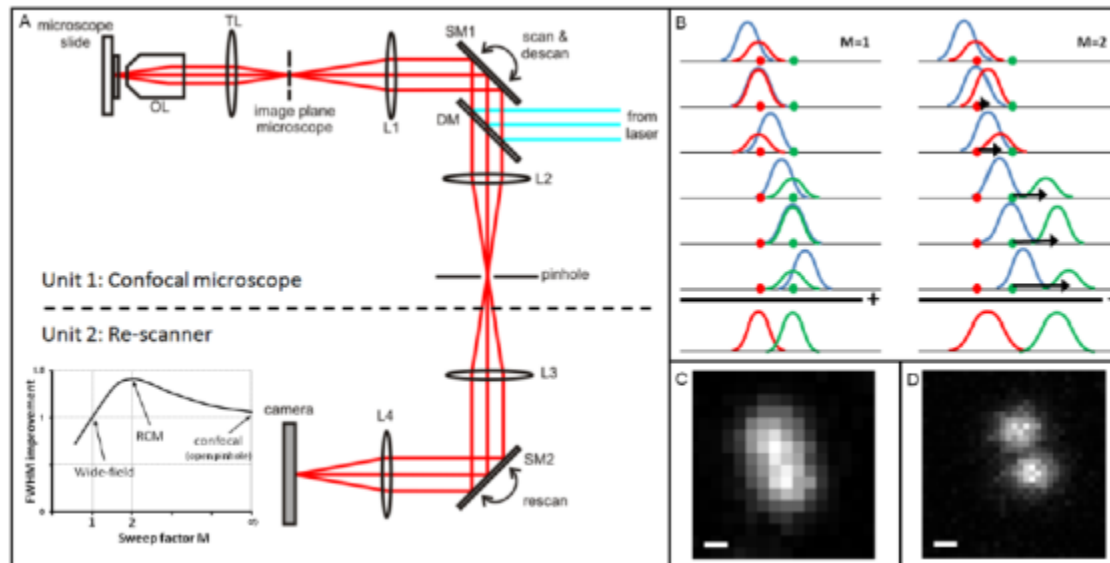 A
microscope
slide
TL
OL
image plane
microscope
L1
SM1
scan &
descan
DM
from
laser
L2
pinhole
Unit 1: Confocal microscope
Unit 2: Re-scanner
L3
camera
L4
SM2
rescan
FWHM improvement
1
0
RCM
Wide-field
confocal
(open pinhole)
1
2
Sweep factor M
B
M=1
M=2
+
C
D